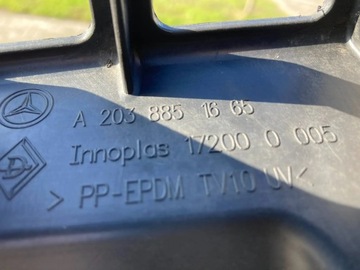 A 203 885 16 65
Innoplas 17200 0 005
> PP-EPDM TV10 UV <